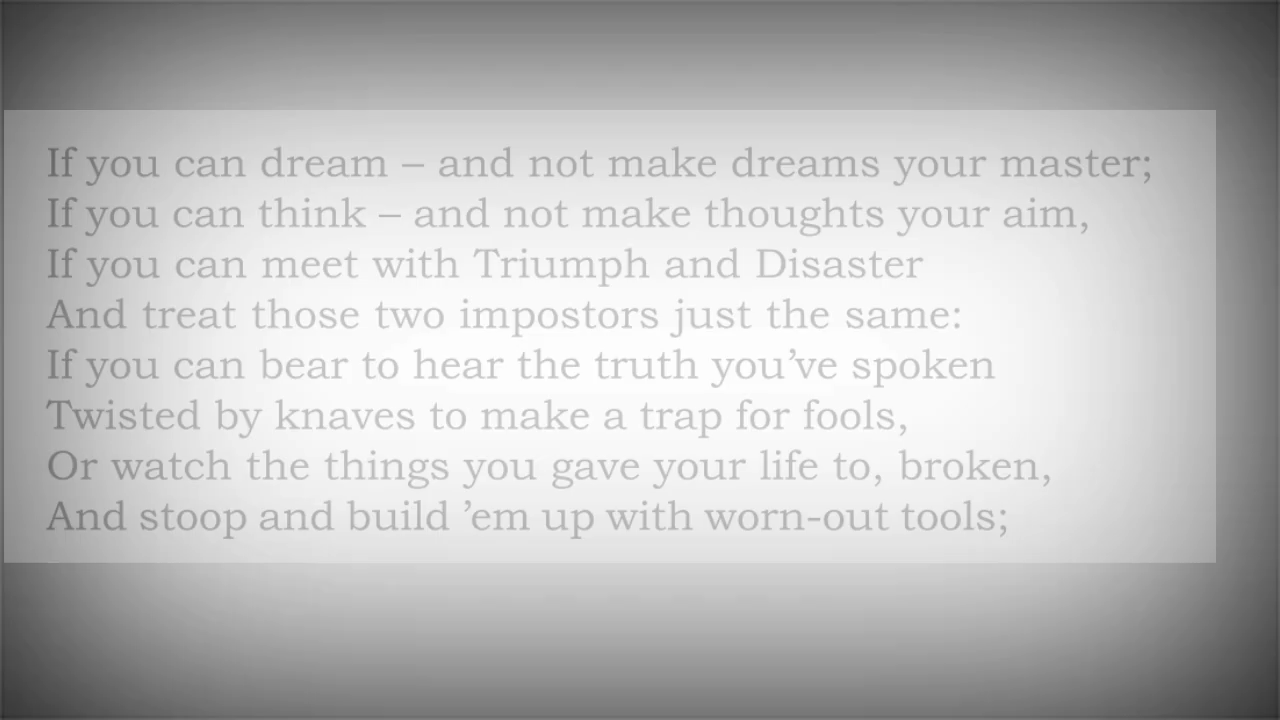 If you can dream – and not make dreams your master;
If you can think – and not make thoughts your aim,
If you can meet with Triumph and Disaster
And treat those two impostors just the same:
If you can bear to hear the truth you’ve spoken
Twisted by knaves to make a trap for fools,
Or watch the things you gave your life to, broken,
And stoop and build ’em up with worn-out tools;